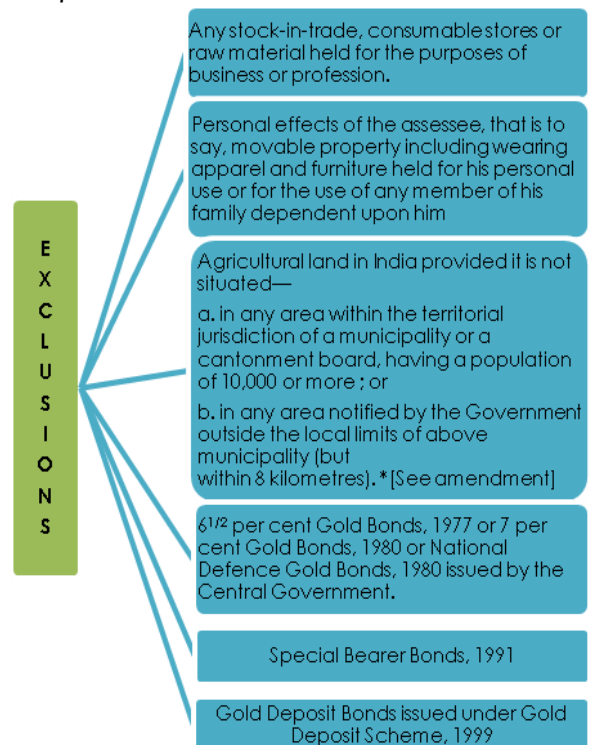 EXCLUSIONS
Any stock-in-trade, consumable stores or
raw material held for the purposes of
business or profession.
Personal effects of the assessee, that is to
say, movable property including wearing
apparel and furniture held for his personal
use or for the use of any member of his
family dependent upon him
Agricultural land in India provided it is not
situated—
a. in any area within the territorial
jurisdiction of a municipality or a
cantonment board, having a population
of 10,000 or more ; or
b. in any area notified by the Government
outside the local limits of above
municipality (but
within 8 kilometres). *[See amendment]
6¹/² per cent Gold Bonds, 1977 or 7 per
cent Gold Bonds, 1980 or National
Defence Gold Bonds, 1980 issued by the
Central Government.
Special Bearer Bonds, 1991
Gold Deposit Bonds issued under Gold
Deposit Scheme, 1999